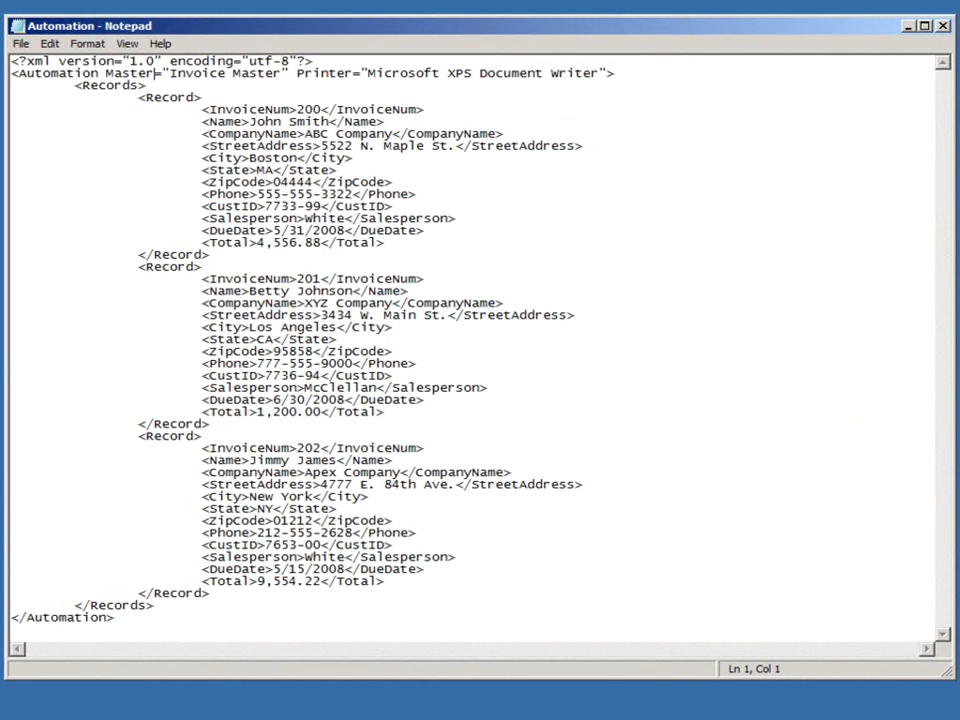 Automation - Notepad
File Edit Format View Help
<?xml version="1.0" encoding="utf-8"?>
<Automation Master="Invoice Master" Printer="Microsoft XPS Document Writer">
<Records>
<Record>
<InvoiceNum>200</InvoiceNum>
<Name>John Smith</Name>
<CompanyName>ABC Company</CompanyName>
<StreetAddress>5522 N. Maple St.</StreetAddress>
<City>Boston</City>
<State>MA</State>
<ZipCode>04444</ZipCode>
<Phone>555-555-3322</Phone>
<CustID>7733-99</CustID>
<Salesperson>White</Salesperson>
<DueDate>5/31/2008</DueDate>
<Total>4,556.88</Total>
</Record>
<Record>
<InvoiceNum>201</InvoiceNum>
<Name>Betty Johnson</Name>
<CompanyName>XYZ Company</CompanyName>
<StreetAddress>3434 W. Main St.</StreetAddress>
<City>Los Angeles</City>
<State>CA</State>
<ZipCode>95858</ZipCode>
<Phone>777-555-9000</Phone>
<CustID>7736-94</CustID>
<Salesperson>McClellan</Salesperson>
<DueDate>6/30/2008</DueDate>
<Total>1,200.00</Total>
</Record>
<Record>
<InvoiceNum>202</InvoiceNum>
<Name>Jimmy James</Name>
<CompanyName>Apex Company</CompanyName>
<StreetAddress>4777 E. 84th Ave.</StreetAddress>
<City>New York</City>
<State>NY</State>
<ZipCode>01212</ZipCode>
<Phone>212-555-2628</Phone>
<CustID>7653-00</CustID>
<Salesperson>White</Salesperson>
<DueDate>5/15/2008</DueDate>
<Total>9,554.22</Total>
</Record>
</Records>
</Automation>
Ln 1, Col 1